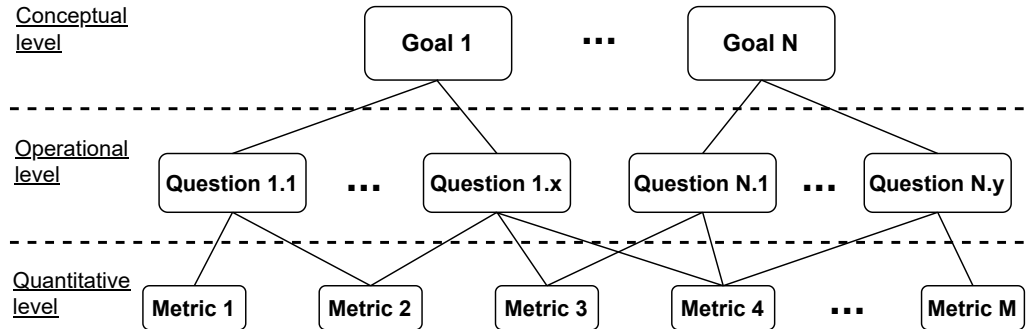 Conceptual
level
Goal 1
...
Goal N
Operational
level
Question 1.1
...
Question 1.x
Question N.1
...
Question N.y
Quantitative
level
Metric 1
Metric 2
Metric 3
Metric 4
...
Metric M